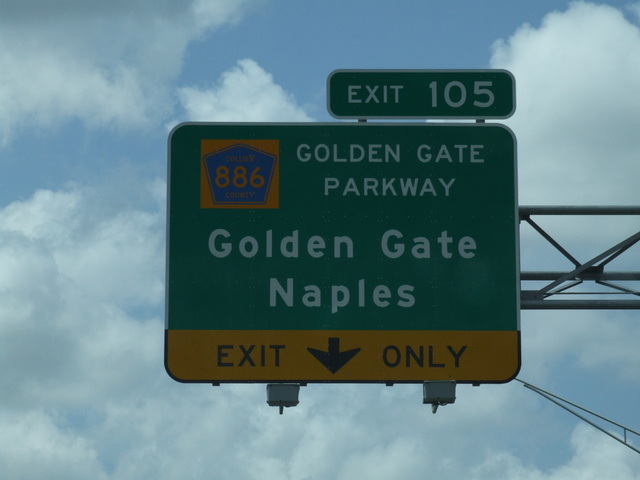 EXIT 105
COLLIER
886
COUNTY
GOLDEN GATE
PARKWAY
Golden Gate
Naples
EXIT ONLY